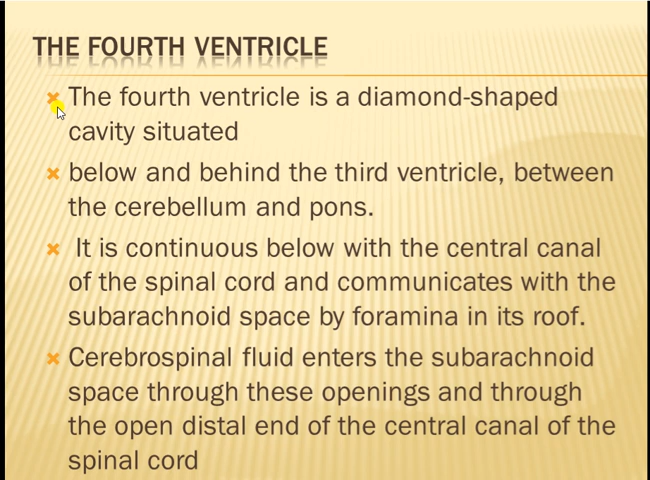 THE FOURTH VENTRICLE
The fourth ventricle is a diamond-shaped
cavity situated
below and behind the third ventricle, between
the cerebellum and pons.
It is continuous below with the central canal
of the spinal cord and communicates with the
subarachnoid space by foramina in its roof.
Cerebrospinal fluid enters the subarachnoid
space through these openings and through
the open distal end of the central canal of the
spinal cord